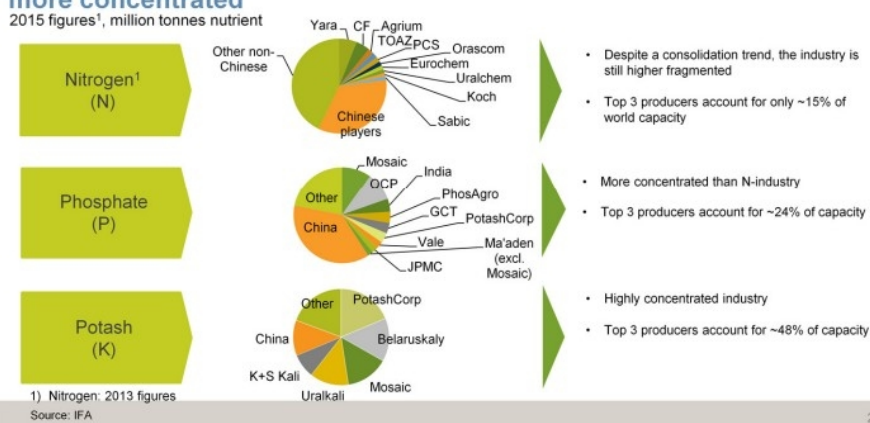 more concentrated
2015 figures¹, million tonnes nutrient
Nitrogen¹
(N)
Other non-
Chinese
Yara
CF
Agrium
TOAZ
PCS
Orascom
Eurochem
Uralchem
Koch
Sabic
Chinese
players
• Despite a consolidation trend, the industry is
still higher fragmented
• Top 3 producers account for only ~15% of
world capacity
Phosphate
(P)
Mosaic
OCP
India
PhosAgro
GCT
PotashCorp
Vale
Ma'aden
(excl.
Mosaic)
JPMC
China
Other
• More concentrated than N-industry
• Top 3 producers account for ~24% of capacity
Potash
(K)
Other
PotashCorp
China
Belaruskaly
K+S Kali
Mosaic
Uralkali
• Highly concentrated industry
• Top 3 producers account for ~48% of capacity
1) Nitrogen: 2013 figures
Source: IFA